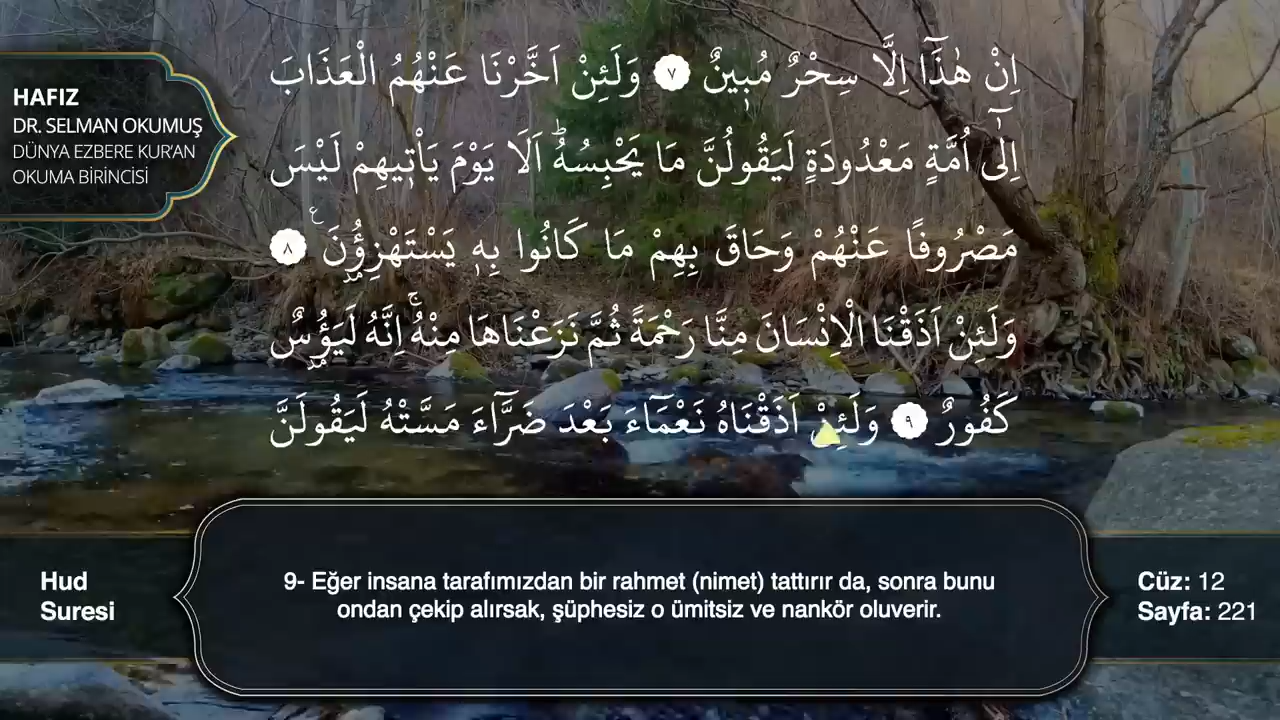 HAFIZ
DR. SELMAN OKUMUŞ
DÜNYA EZBERE KUR'AN
OKUMA BİRİNCİSİ
اِنْ هٰذَٓا اِلَّا سِحْرٌ مُب۪ينٌ ﴿٧﴾ وَلَئِنْ اَخَّرْنَا عَنْهُمُ الْعَذَابَ
اِلٰٓى اُمَّةٍ مَعْدُودَةٍ لَيَقُولُنَّ مَا يَحْبِسُهُۜ اَلَا يَوْمَ يَأْت۪يهِمْ لَيْسَ
مَصْرُوفًا عَنْهُمْ وَحَاقَ بِهِمْ مَا كَانُوا بِه۪ يَسْتَهْزِؤُ۫نَ۟ ﴿٨﴾
وَلَئِنْ اَذَقْنَا الْاِنْسَانَ مِنَّا رَحْمَةً ثُمَّ نَزَعْنَاهَا مِنْهُۚ اِنَّهُ لَيَؤُ۫سٌ
كَفُورٌ ﴿٩﴾ وَلَئِنْ اَذَقْنَاهُ نَعْمَٓاءَ بَعْدَ ضَرَّٓاءَ مَسَّتْهُ لَيَقُولَنَّ
Hud
Suresi
9- Eğer insana tarafımızdan bir rahmet (nimet) tattırır da, sonra bunu
ondan çekip alırsak, şüphesiz o ümitsiz ve nankör oluverir.
Cüz: 12
Sayfa: 221